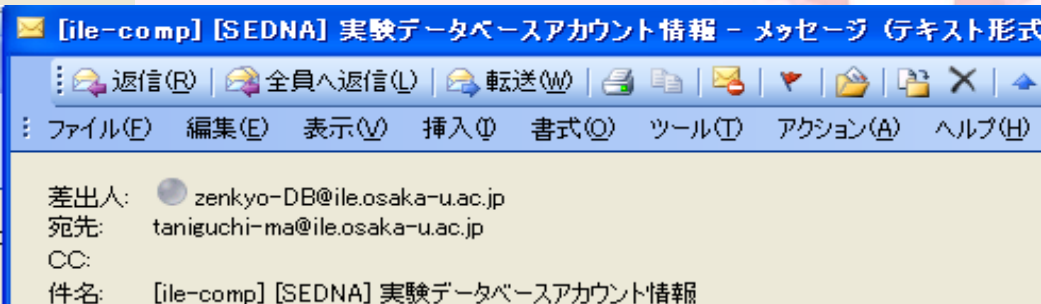 [ile-comp] [SEDNA] 実験データベースアカウント情報 - メッセージ (テキスト形式
返信(R) 全員へ返信(L) 転送(W)
ファイル(F) 編集(E) 表示(V) 挿入(I) 書式(O) ツール(T) アクション(A) ヘルプ(H)
差出人: zenkyo-DB@ile.osaka-u.ac.jp
宛先: taniguchi-ma@ile.osaka-u.ac.jp
CC:
件名: [ile-comp] [SEDNA] 実験データベースアカウント情報